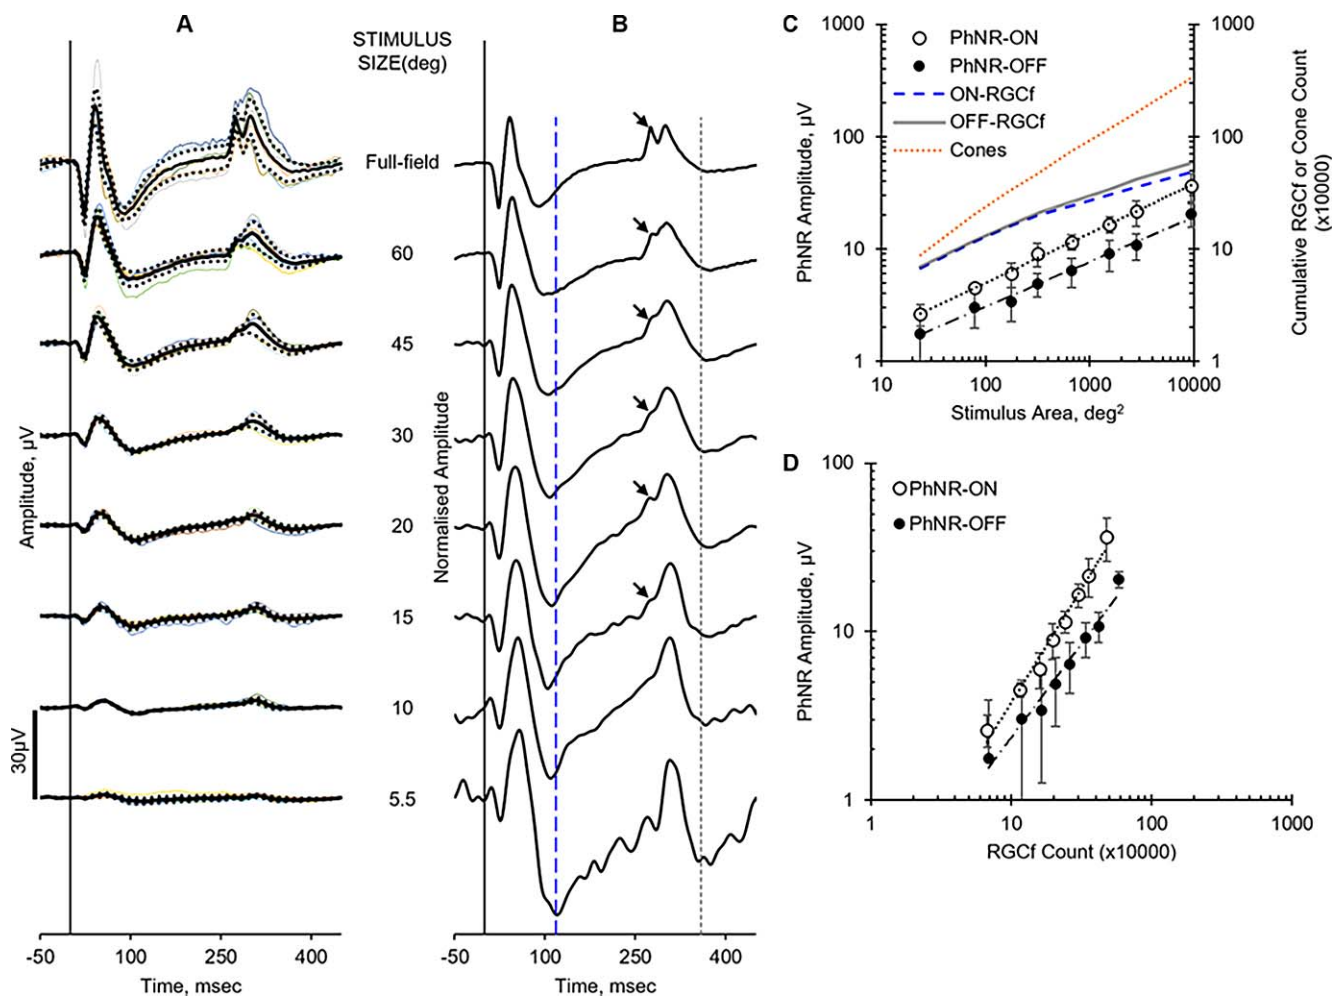 A
STIMULUS
SIZE(deg)
B
Full-field
60
45
30
20
15
10
5.5
Amplitude, µV
30µV
-50
100
250
400
Time, msec
Normalised Amplitude
-50
100
250
400
Time, msec
C
1000
100
10
1
PhNR Amplitude, µV
PhNR-ON
PhNR-OFF
ON-RGCf
OFF-RGCf
Cones
1000
100
10
1
Cumulative RGCf or Cone Count
(x10000)
10
100
1000
10000
Stimulus Area, deg²
D
100
10
1
PhNR Amplitude, µV
PhNR-ON
PhNR-OFF
1
10
100
1000
RGCf Count (x10000)